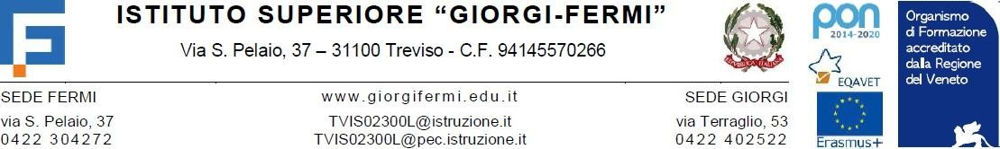 ISTITUTO SUPERIORE “GIORGI-FERMI”
Via S. Pelaio, 37 – 31100 Treviso - C.F. 94145570266
SEDE FERMI
via S. Pelaio, 37
0422 304272
www.giorgifermi.edu.it
TVIS02300L@istruzione.it
TVIS02300L@pec.istruzione.it
SEDE GIORGI
via Terraglio, 53
0422 402522
REPUBBLICA ITALIANA
pon
2014-2020
EQAVET
Erasmus+
Organismo
di Formazione
accreditato
dalla Regione
del Veneto